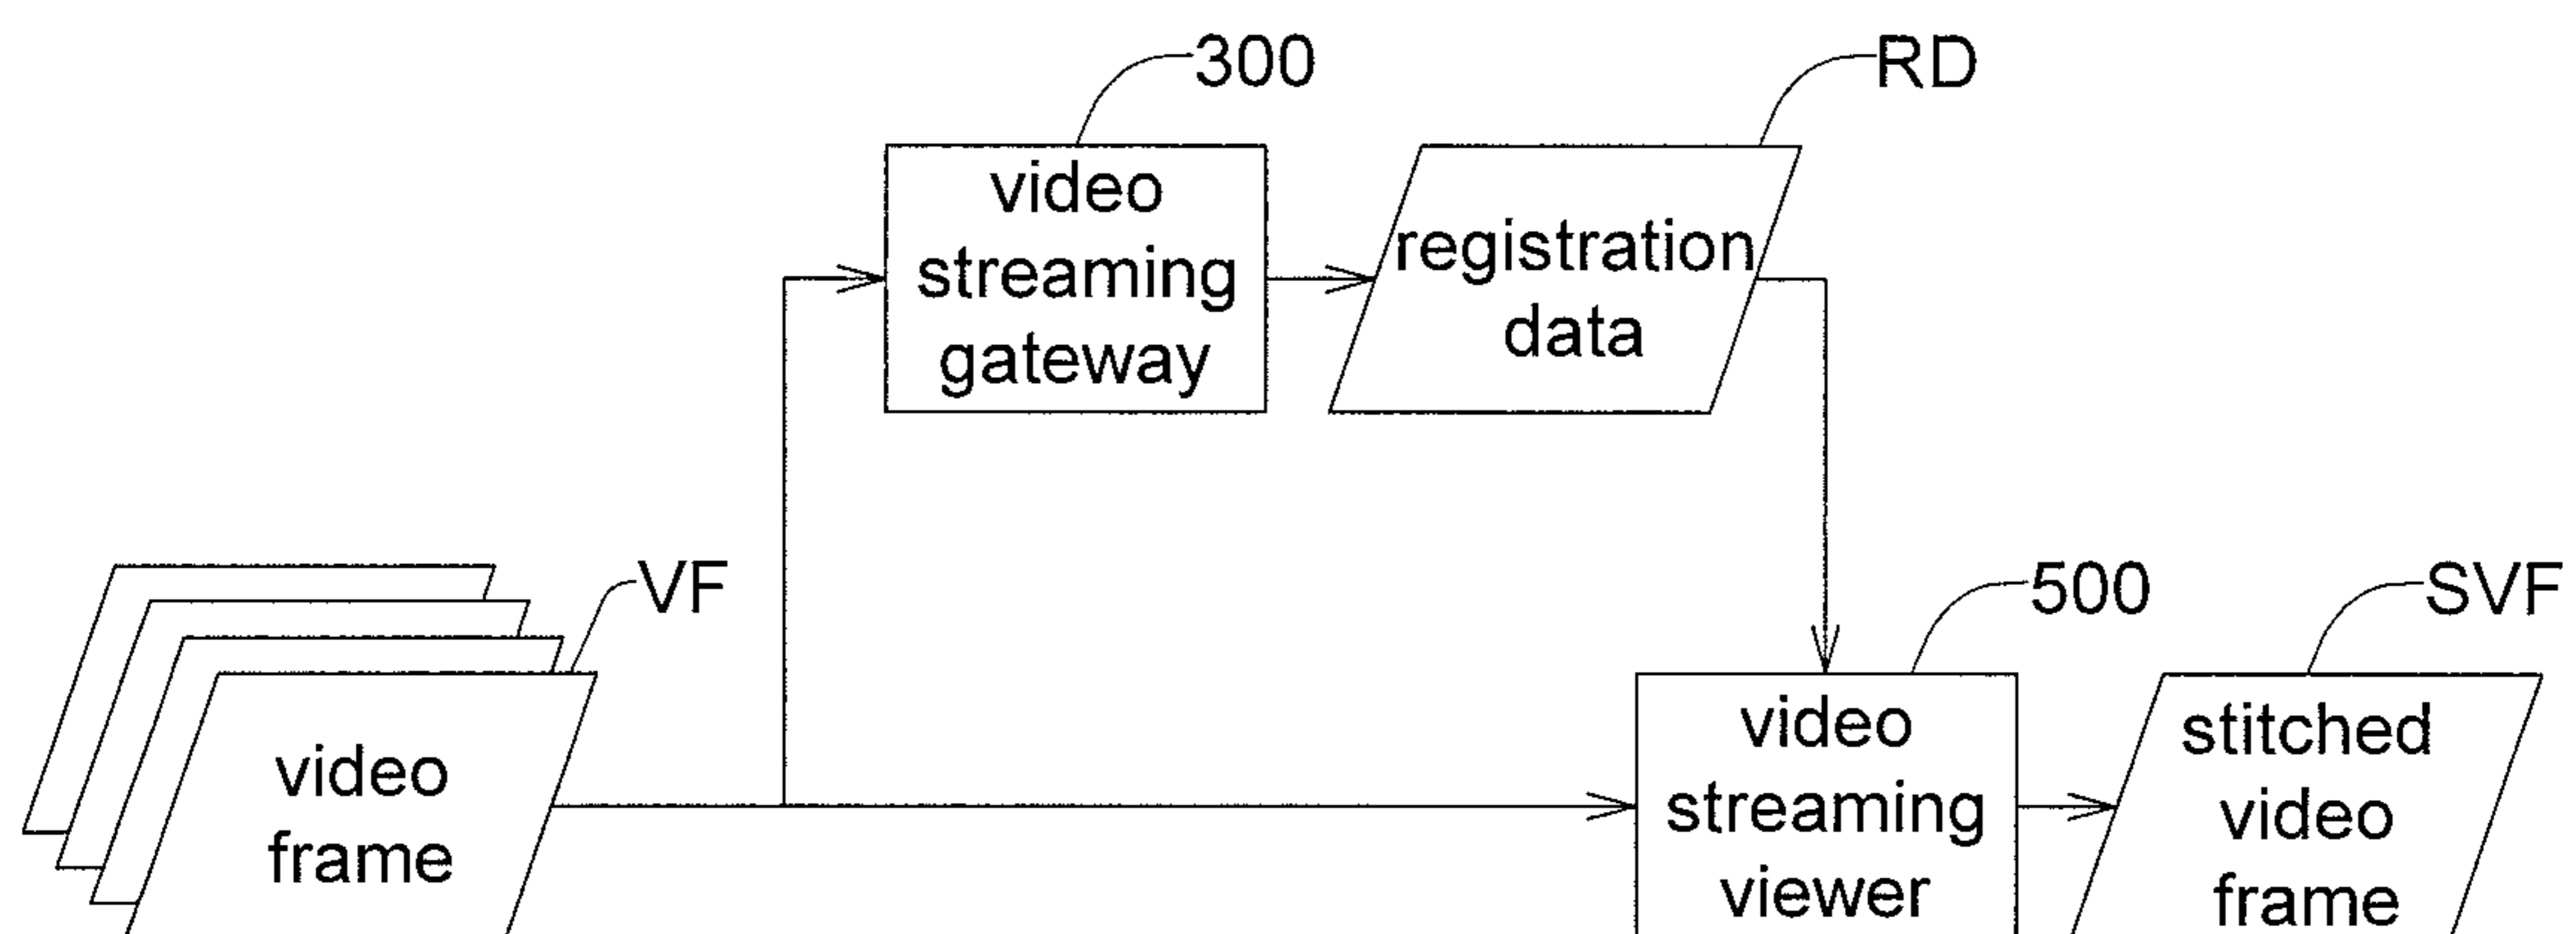 300
RD
video
streaming
gateway
registration
data
VF
500
SVF
video
frame
video
streaming
viewer
stitched
video
frame